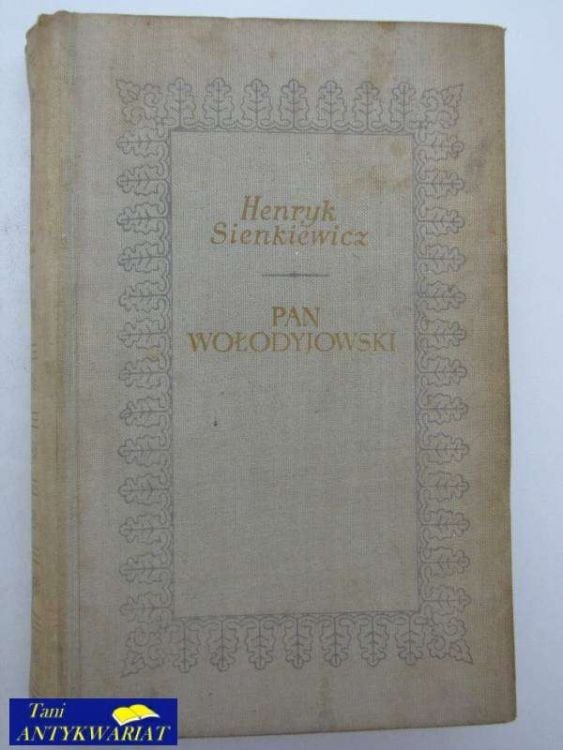 Henryk
Sienkiewicz
PAN
WOŁODYJOWSKI
Tani
ANTYKWARIAT